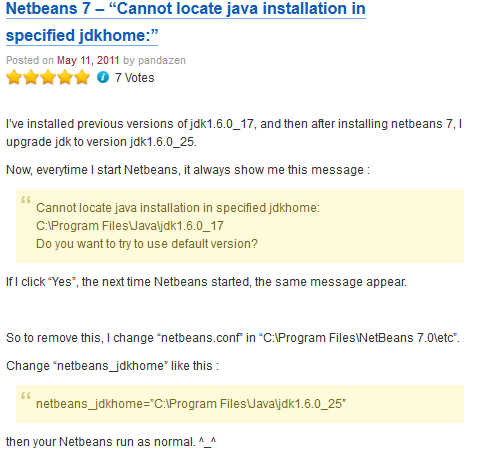 Netbeans 7 – “Cannot locate java installation in
specified jdkhome:”
Posted on May 11, 2011 by pandazen
7 Votes
I’ve installed previous versions of jdk1.6.0_17, and then after installing netbeans 7, I
upgrade jdk to version jdk1.6.0_25.
Now, everytime I start Netbeans, it always show me this message :
Cannot locate java installation in specified jdkhome:
C:\Program Files\Java\jdk1.6.0_17
Do you want to try to use default version?
If I click “Yes”, the next time Netbeans started, the same message appear.
So to remove this, I change “netbeans.conf” in “C:\Program Files\NetBeans 7.0\etc”.
Change “netbeans_jdkhome” like this :
netbeans_jdkhome=”C:\Program Files\Java\jdk1.6.0_25″
then your Netbeans run as normal. ^_^